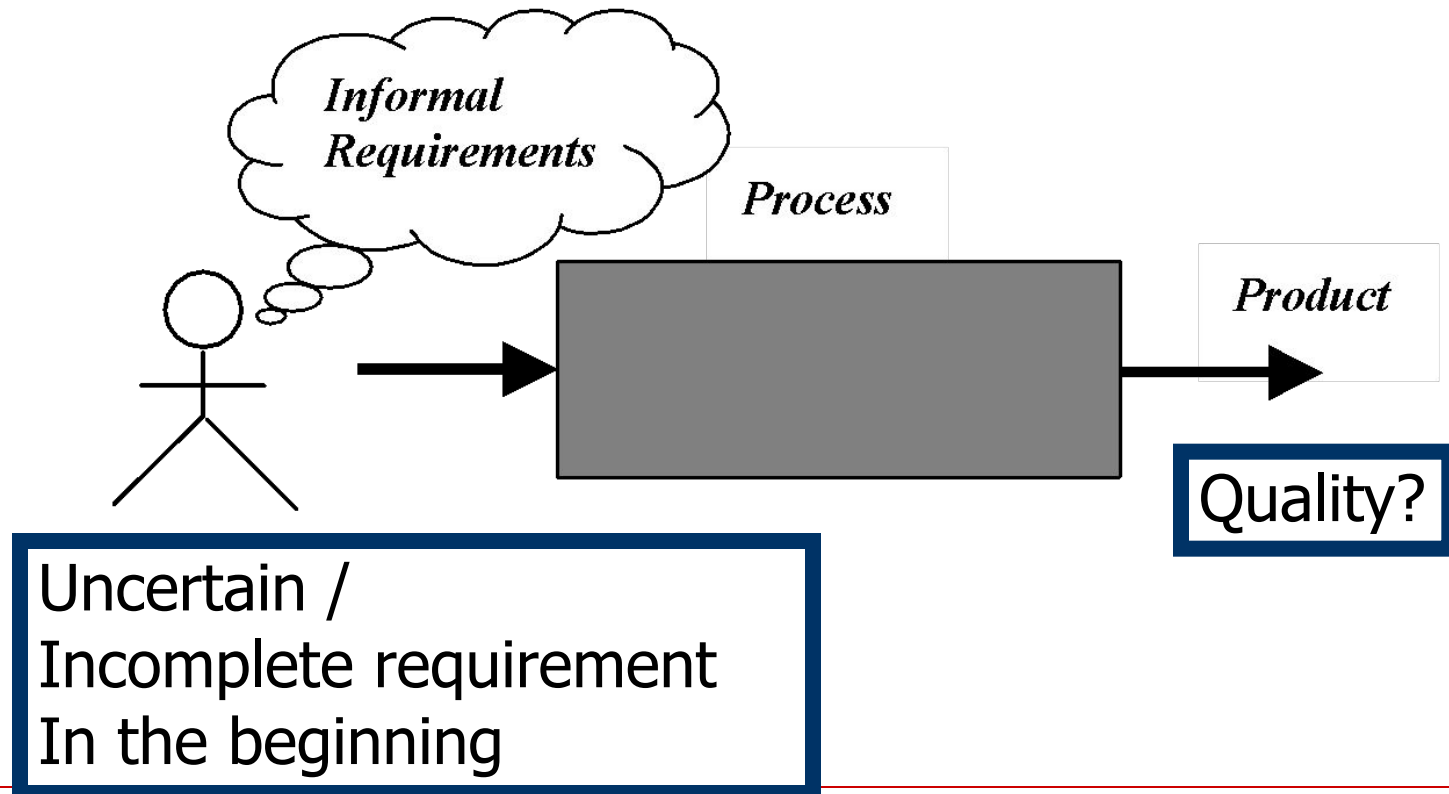 Informal
Requirements
Process
Product
Quality?
Uncertain /
Incomplete requirement
In the beginning